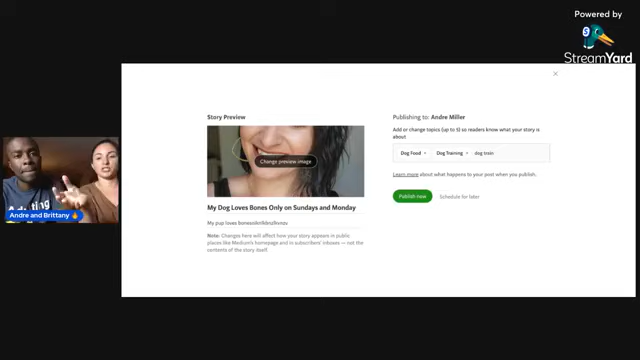 Powered by
StreamYard
Story Preview
Change preview image
My Dog Loves Bones Only on Sundays and Monday
Note: Changes here will affect how your story appears in public
places like Medium's homepage and in subscribers' inboxes — not the
contents of the story itself.
Publishing to: Andre Miller
Add or change topics (up to 5) so readers know what your story is
about
Dog Food Dog Training dog train
Learn more about what happens to your post when you publish.
Publish now Schedule for later
Andre and Brittany